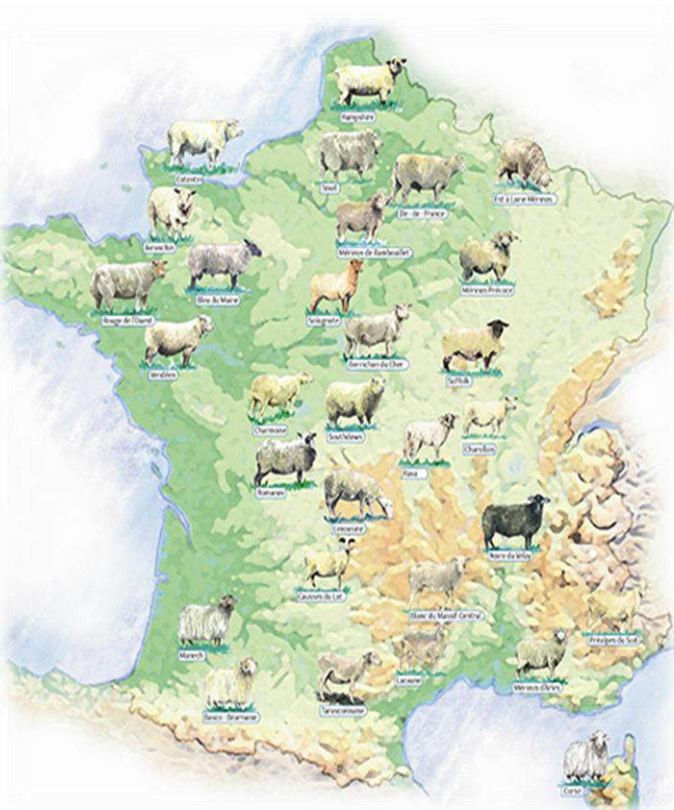 Hampshire
Cotentin
Texel
Ile - de - France
Est à Laine Mérinos
Avranchin
Mérinos de Rambouillet
Bleu du Maine
Mérinos Précoce
Rouge de l'Ouest
Solognote
Berrichon du Cher
Vendéen
Suffolk
Charmoise
Southdown
Charollais
Rava
Romanov
Limousine
Noire du Velay
Causses du Lot
Blanc du Massif Central
Préalpes du Sud
Manech
Lacaune
Mérinos d'Arles
Basco - Béarnaise
Tarasconnaise
Corse